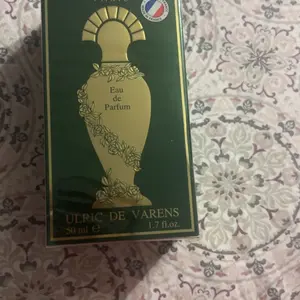 Eau
de
Parfum
ULRIC DE VARENS
50 ml e 1.7 fl.oz.